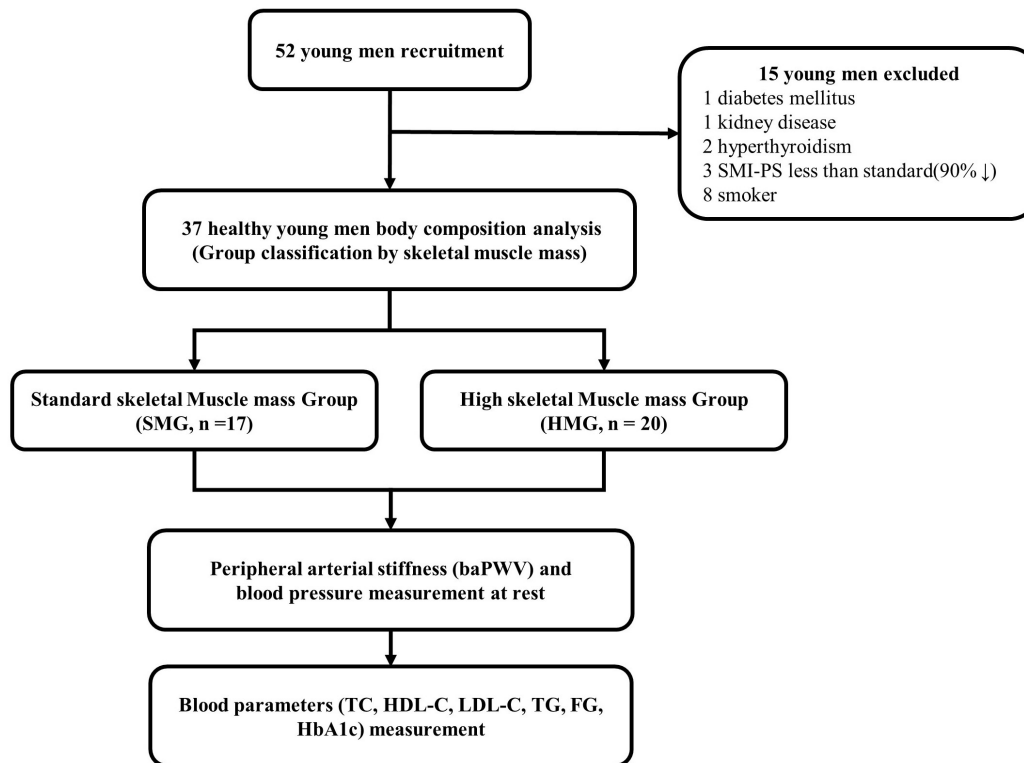 52 young men recruitment
15 young men excluded
1 diabetes mellitus
1 kidney disease
2 hyperthyroidism
3 SMI-PS less than standard(90% ↓)
8 smoker
37 healthy young men body composition analysis
(Group classification by skeletal muscle mass)
Standard skeletal Muscle mass Group
(SMG, n =17)
High skeletal Muscle mass Group
(HMG, n = 20)
Peripheral arterial stiffness (baPWV) and
blood pressure measurement at rest
Blood parameters (TC, HDL-C, LDL-C, TG, FG,
HbA1c) measurement